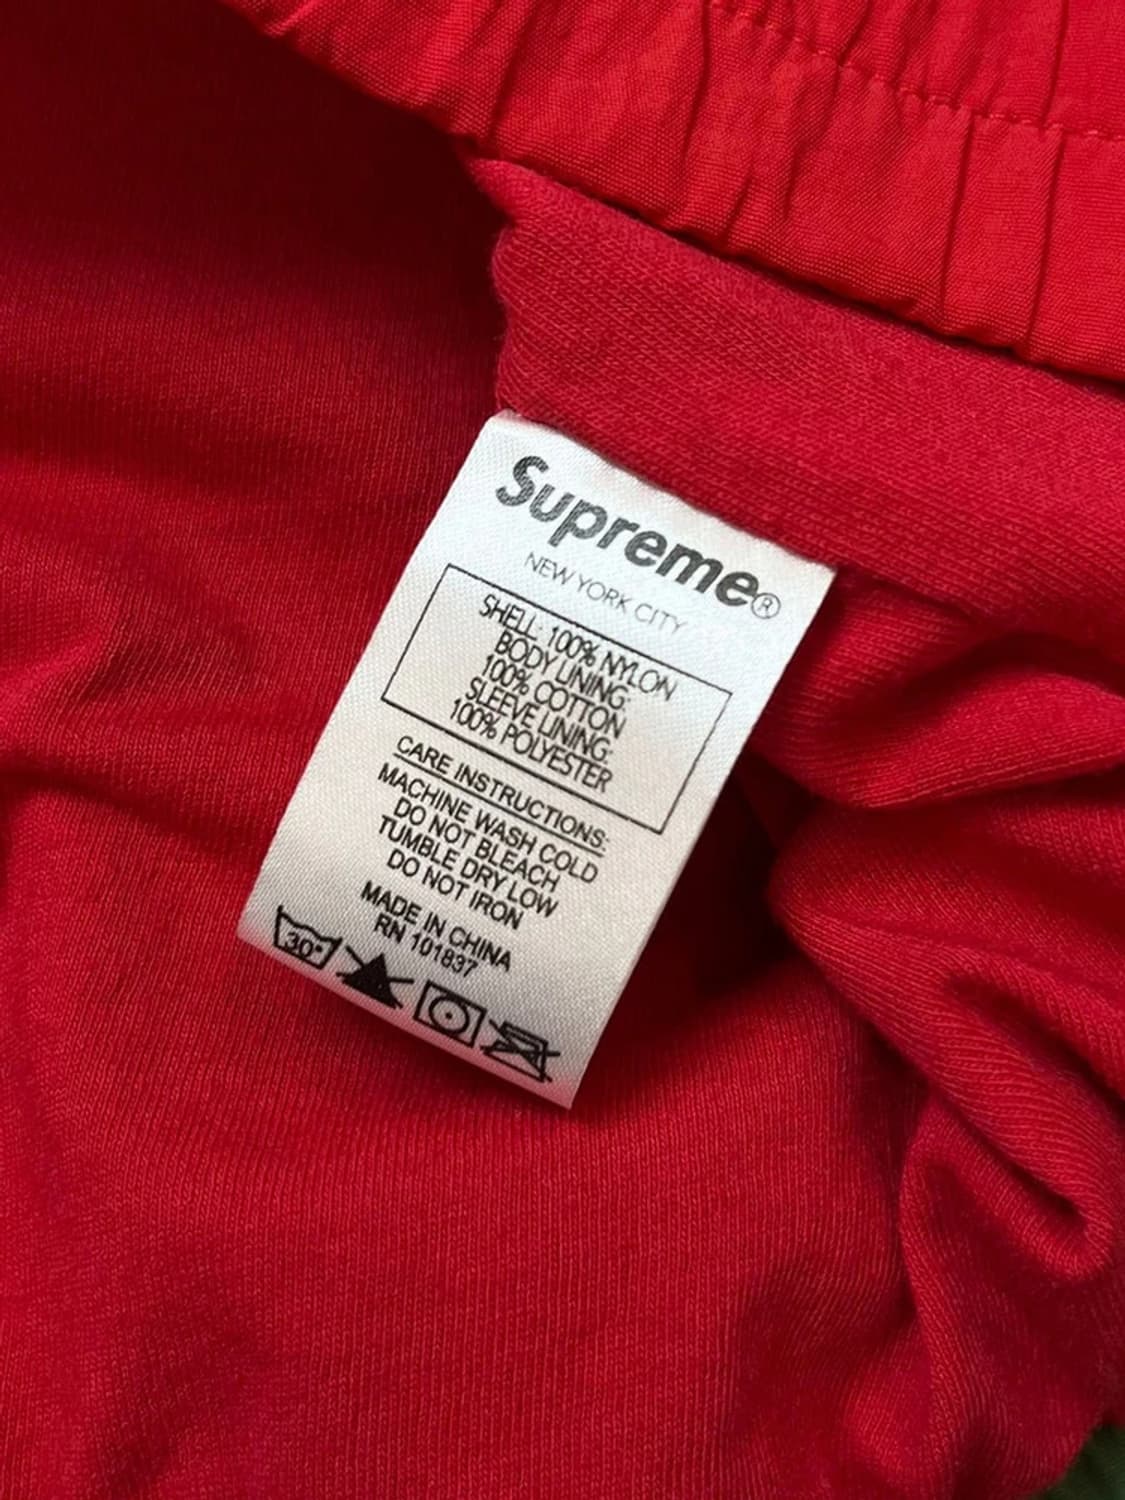 Supreme®
NEW YORK CITY
SHELL: 100% NYLON
BODY LINING:
100% COTTON
SLEEVE LINING:
100% POLYESTER
CARE INSTRUCTIONS:
MACHINE WASH COLD
DO NOT BLEACH
TUMBLE DRY LOW
DO NOT IRON
MADE IN CHINA
RN 101837
30°